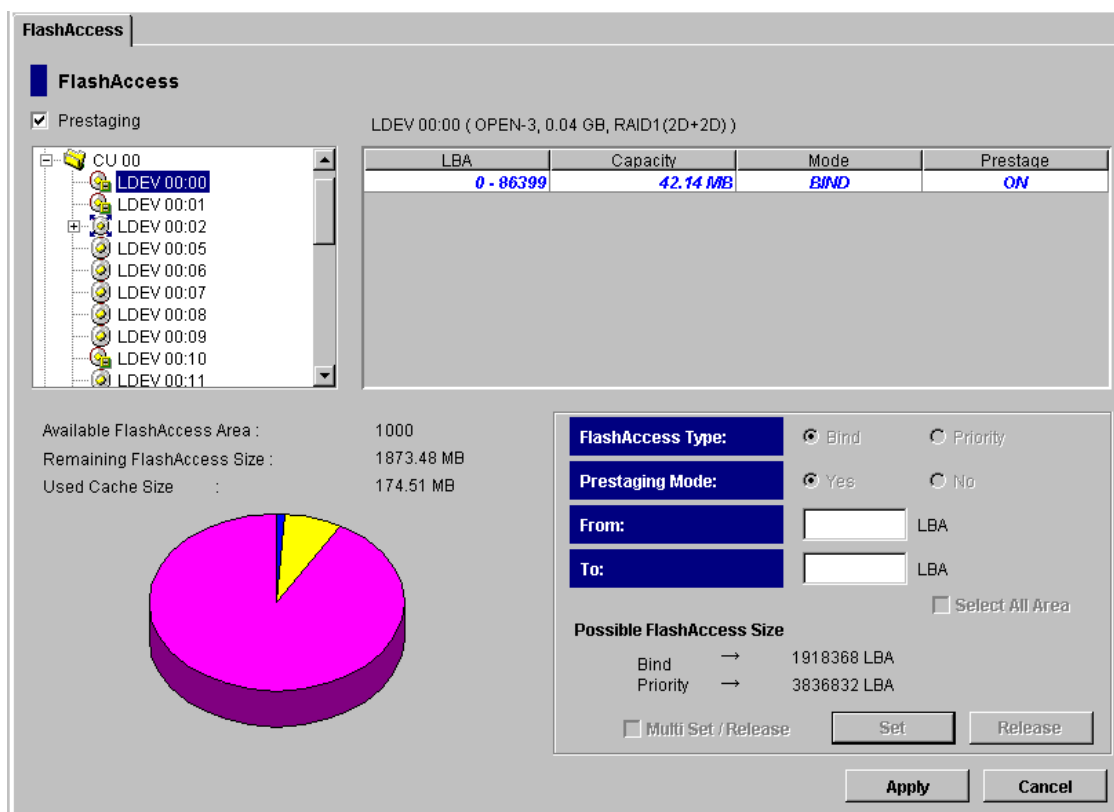 FlashAccess
FlashAccess
Prestaging
LDEV 00:00 ( OPEN-3, 0.04 GB, RAID1(2D+2D) )
CU 00
LDEV 00:00
LDEV 00:01
LDEV 00:02
LDEV 00:05
LDEV 00:06
LDEV 00:07
LDEV 00:08
LDEV 00:09
LDEV 00:10
LDEV 00:11
LBA Capacity Mode Prestage
0 - 86399 42.14 MB BIND ON
Available FlashAccess Area : 1000
Remaining FlashAccess Size : 1873.48 MB
Used Cache Size : 174.51 MB
FlashAccess Type: Bind Priority
Prestaging Mode: Yes No
From: LBA
To: LBA
Select All Area
Possible FlashAccess Size
Bind → 1918368 LBA
Priority → 3836832 LBA
Multi Set / Release Set Release
Apply Cancel